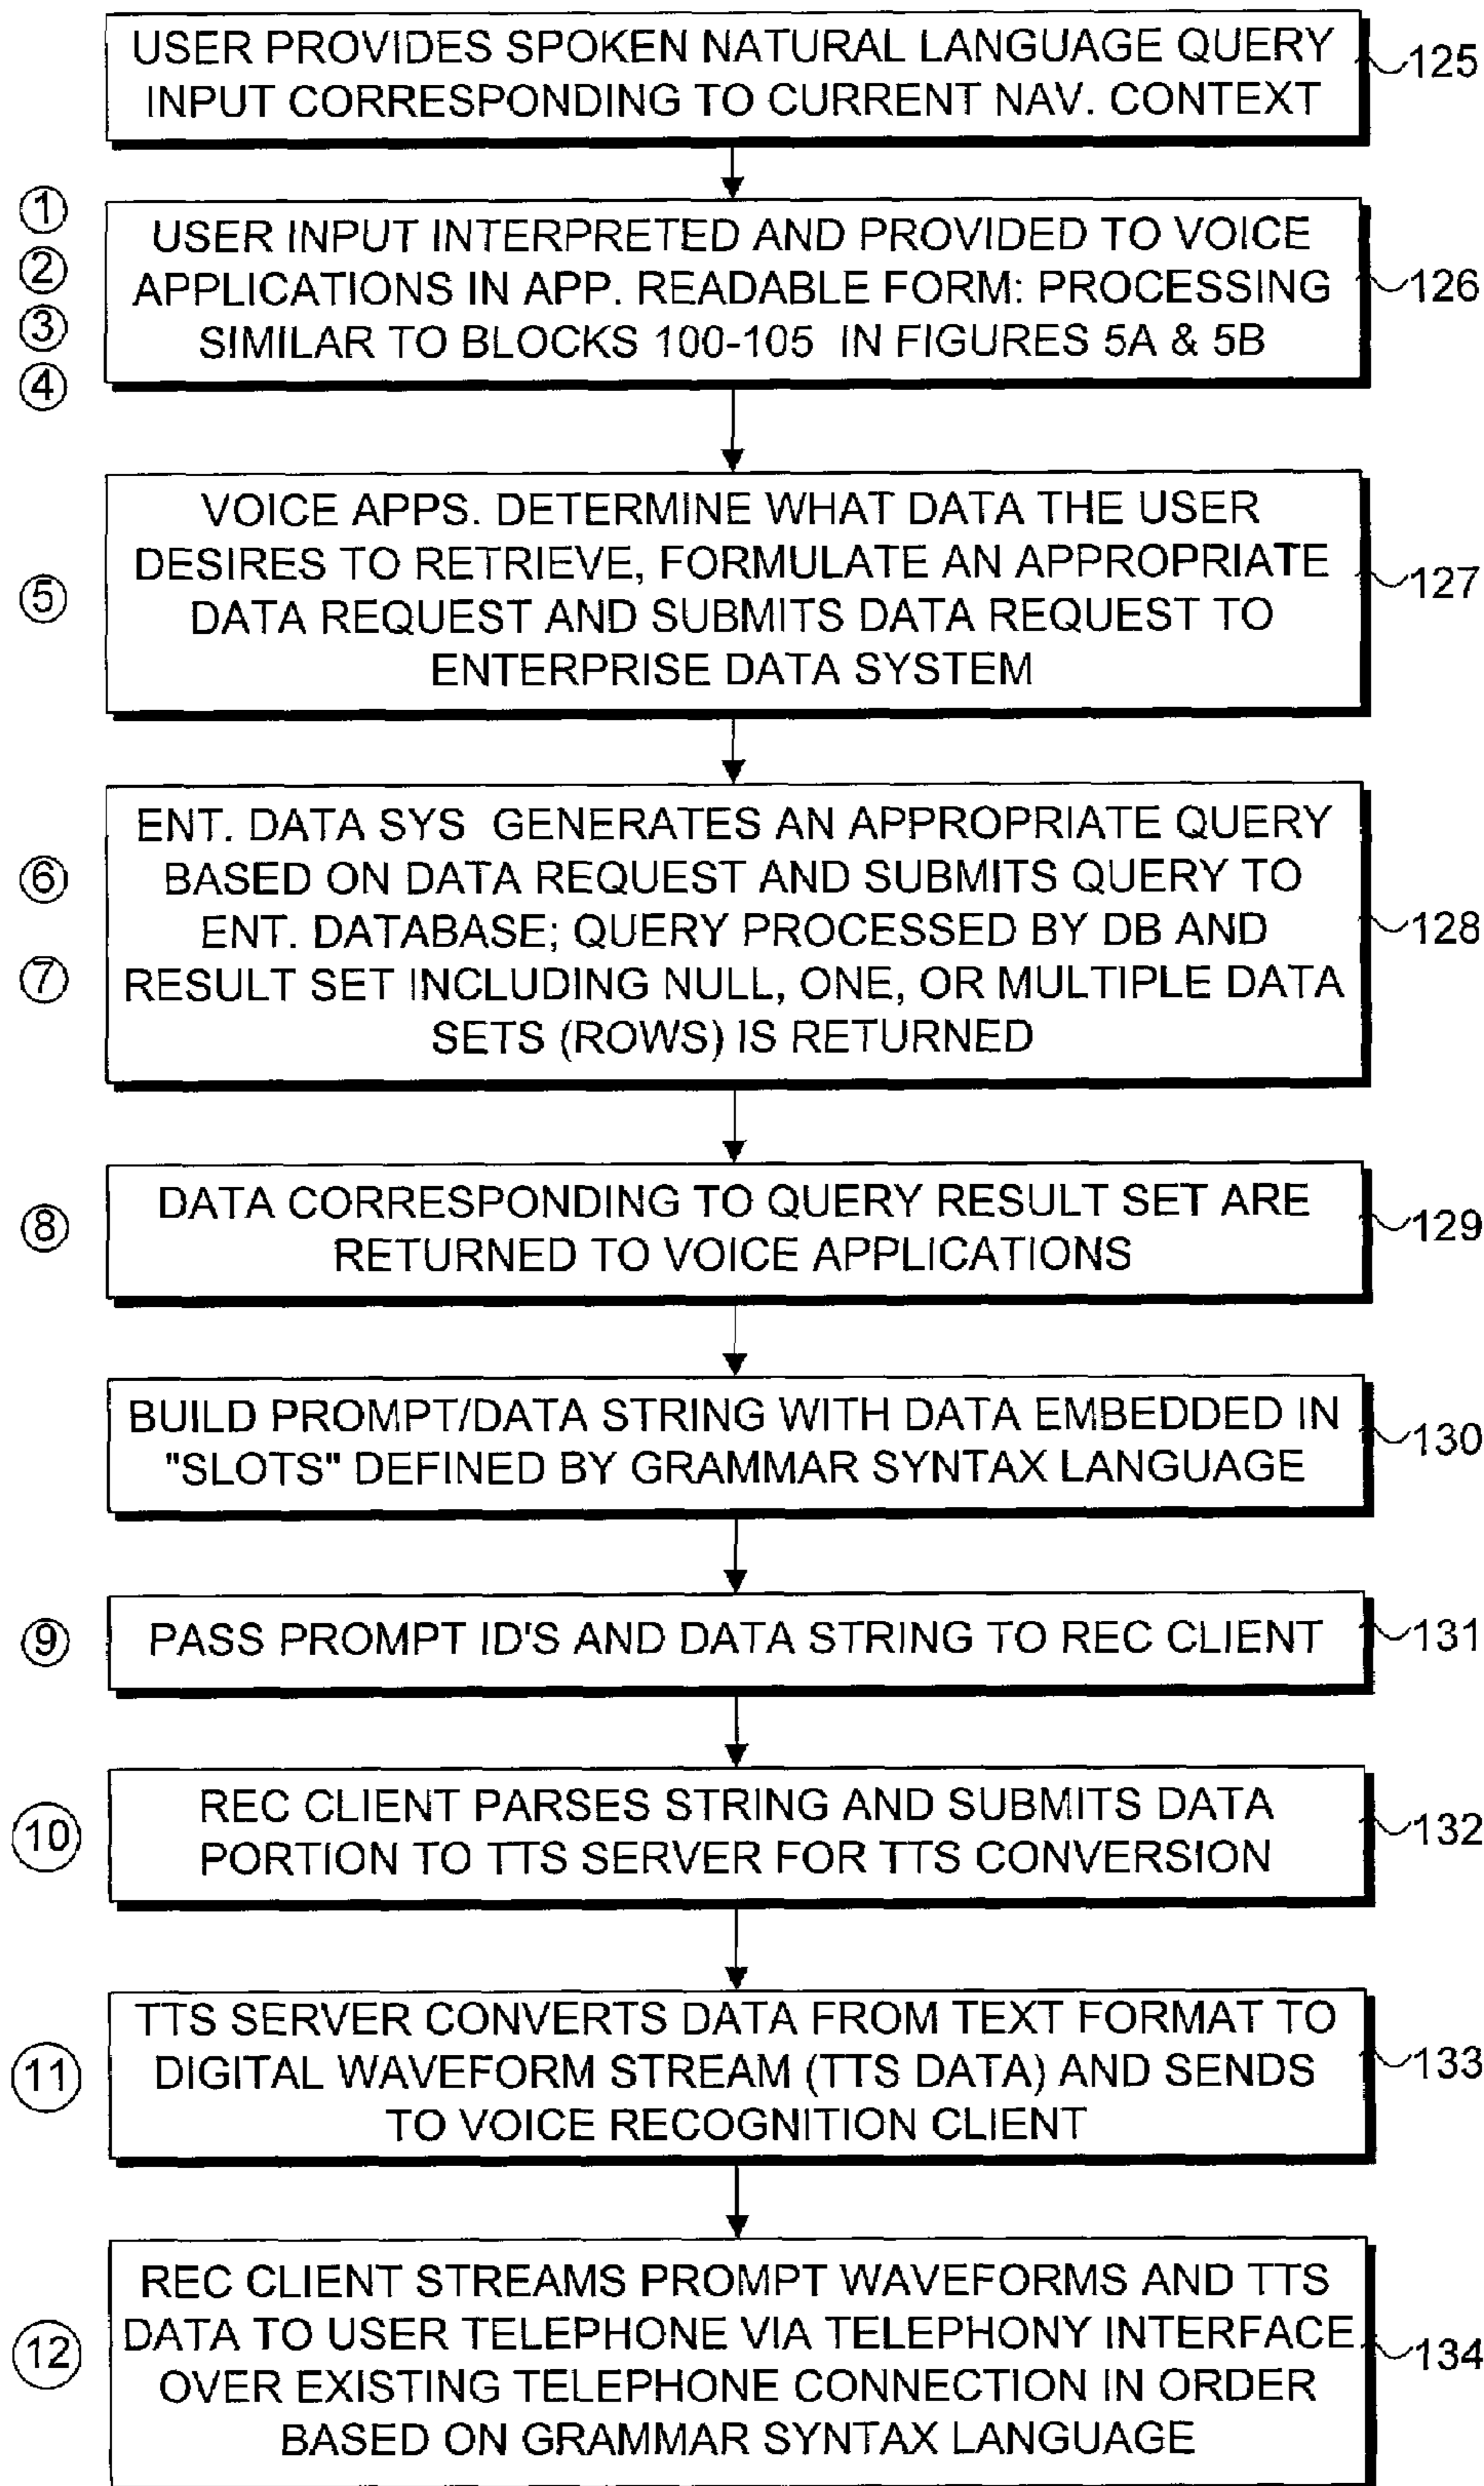 USER PROVIDES SPOKEN NATURAL LANGUAGE QUERY
INPUT CORRESPONDING TO CURRENT NAV. CONTEXT
125
①
②
③
④
USER INPUT INTERPRETED AND PROVIDED TO VOICE
APPLICATIONS IN APP. READABLE FORM: PROCESSING
SIMILAR TO BLOCKS 100-105 IN FIGURES 5A & 5B
126
⑤
VOICE APPS. DETERMINE WHAT DATA THE USER
DESIRES TO RETRIEVE, FORMULATE AN APPROPRIATE
DATA REQUEST AND SUBMITS DATA REQUEST TO
ENTERPRISE DATA SYSTEM
127
⑥
⑦
ENT. DATA SYS GENERATES AN APPROPRIATE QUERY
BASED ON DATA REQUEST AND SUBMITS QUERY TO
ENT. DATABASE; QUERY PROCESSED BY DB AND
RESULT SET INCLUDING NULL, ONE, OR MULTIPLE DATA
SETS (ROWS) IS RETURNED
128
⑧
DATA CORRESPONDING TO QUERY RESULT SET ARE
RETURNED TO VOICE APPLICATIONS
129
BUILD PROMPT/DATA STRING WITH DATA EMBEDDED IN
"SLOTS" DEFINED BY GRAMMAR SYNTAX LANGUAGE
130
⑨
PASS PROMPT ID'S AND DATA STRING TO REC CLIENT
131
⑩
REC CLIENT PARSES STRING AND SUBMITS DATA
PORTION TO TTS SERVER FOR TTS CONVERSION
132
⑪
TTS SERVER CONVERTS DATA FROM TEXT FORMAT TO
DIGITAL WAVEFORM STREAM (TTS DATA) AND SENDS
TO VOICE RECOGNITION CLIENT
133
⑫
REC CLIENT STREAMS PROMPT WAVEFORMS AND TTS
DATA TO USER TELEPHONE VIA TELEPHONY INTERFACE
OVER EXISTING TELEPHONE CONNECTION IN ORDER
BASED ON GRAMMAR SYNTAX LANGUAGE
134